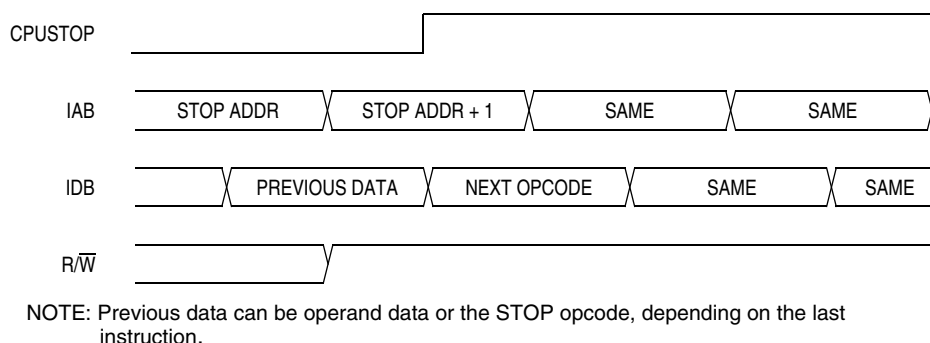 CPUSTOP
IAB STOP ADDR STOP ADDR + 1 SAME SAME
IDB PREVIOUS DATA NEXT OPCODE SAME SAME
R/W̅
NOTE: Previous data can be operand data or the STOP opcode, depending on the last
instruction.